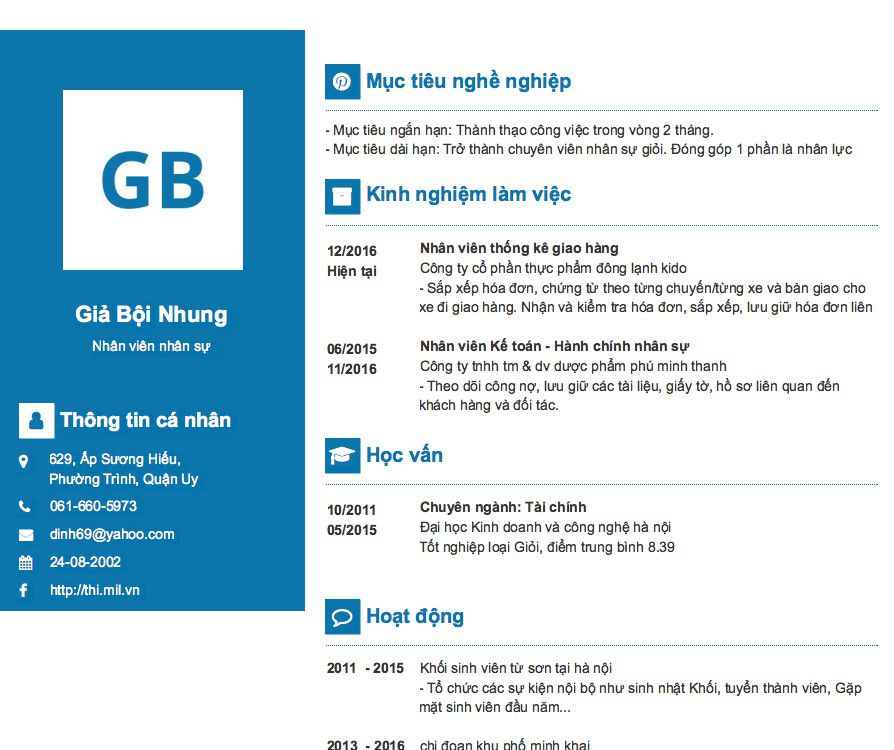 GB
Giả Bội Nhung
Nhân viên nhân sự
Thông tin cá nhân
629, Ấp Sương Hiếu,
Phường Trình, Quận Uy
061-660-5973
dinh69@yahoo.com
24-08-2002
http://thi.mil.vn
Mục tiêu nghề nghiệp
- Mục tiêu ngắn hạn: Thành thạo công việc trong vòng 2 tháng.
- Mục tiêu dài hạn: Trở thành chuyên viên nhân sự giỏi. Đóng góp 1 phần là nhân lực
Kinh nghiệm làm việc
12/2016
Hiện tại
Nhân viên thống kê giao hàng
Công ty cổ phần thực phẩm đông lạnh kido
- Sắp xếp hóa đơn, chứng từ theo từng chuyến/từng xe và bàn giao cho
xe đi giao hàng. Nhận và kiểm tra hóa đơn, sắp xếp, lưu giữ hóa đơn liên
06/2015
11/2016
Nhân viên Kế toán - Hành chính nhân sự
Công ty tnhh tm & dv dược phẩm phú minh thanh
- Theo dõi công nợ, lưu giữ các tài liệu, giấy tờ, hồ sơ liên quan đến
khách hàng và đối tác.
Học vấn
10/2011
05/2015
Chuyên ngành: Tài chính
Đại học Kinh doanh và công nghệ hà nội
Tốt nghiệp loại Giỏi, điểm trung bình 8.39
Hoạt động
2011 - 2015
Khối sinh viên từ sơn tại hà nội
- Tổ chức các sự kiện nội bộ như sinh nhật Khối, tuyển thành viên, Gặp
mặt sinh viên đầu năm...
2013 - 2016
chi đoan khu phố minh khai